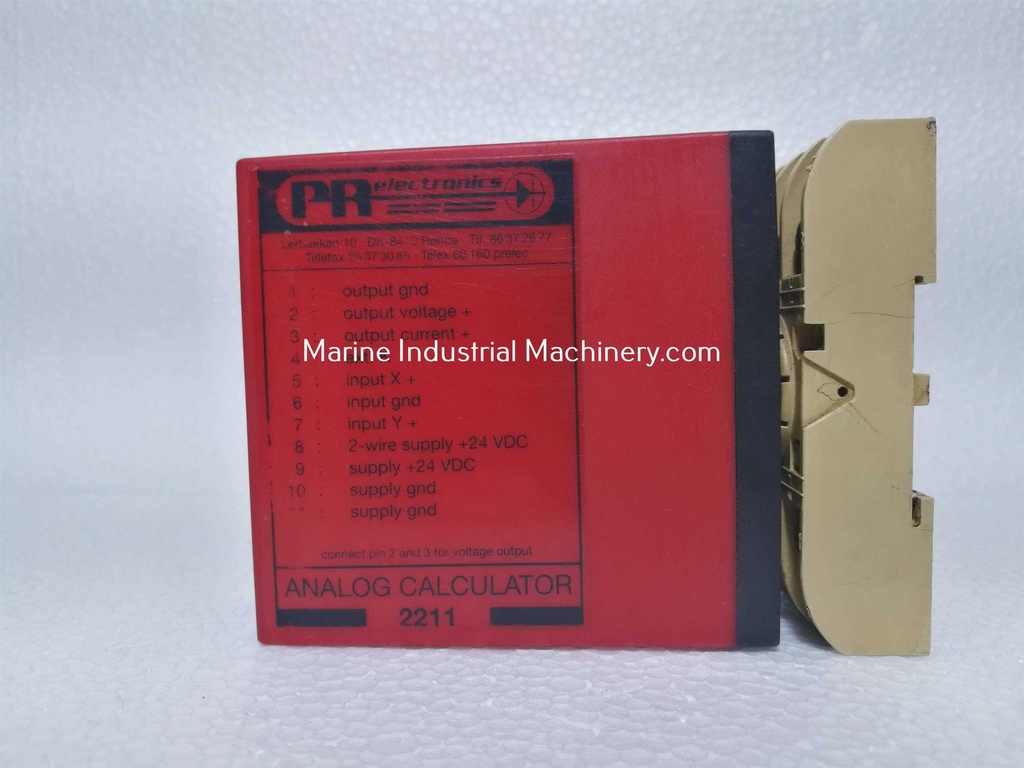 PR electronics
Lerbakken 10 · DK-8410 Rønde · Tlf. 86 37 26 77
Telefax 86 37 30 85 · Telex 60 160 prelec
1 : output gnd
2 : output voltage +
3 : output current +
4
5 : input X +
6 : input gnd
7 : input Y +
8 : 2-wire supply +24 VDC
9 : supply +24 VDC
10 : supply gnd
11 : supply gnd
connect pin 2 and 3 for voltage output
ANALOG CALCULATOR
2211
Marine Industrial Machinery.com